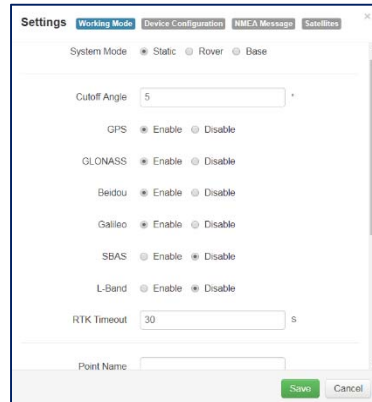 Settings Working Mode Device Configuration NMEA Message Satellites ×
System Mode Static Rover Base
Cutoff Angle 5 °
GPS Enable Disable
GLONASS Enable Disable
Beidou Enable Disable
Galileo Enable Disable
SBAS Enable Disable
L-Band Enable Disable
RTK Timeout 30 S
Point Name
Save Cancel